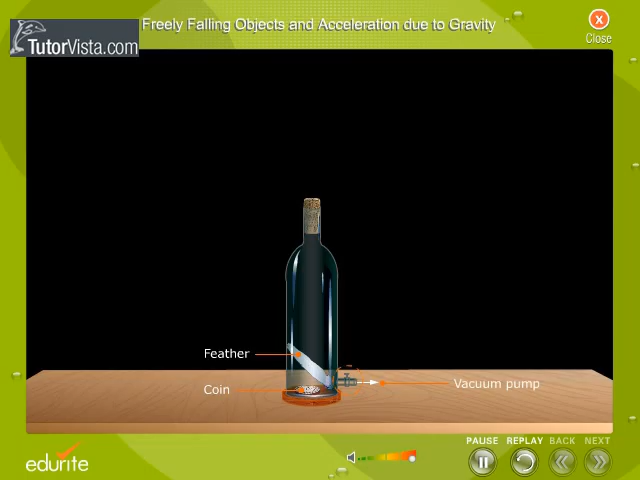 Freely Falling Objects and Acceleration due to Gravity
X
Close
TutorVista.com
Feather
Coin
Vacuum pump
PAUSE REPLAY BACK NEXT
edurite